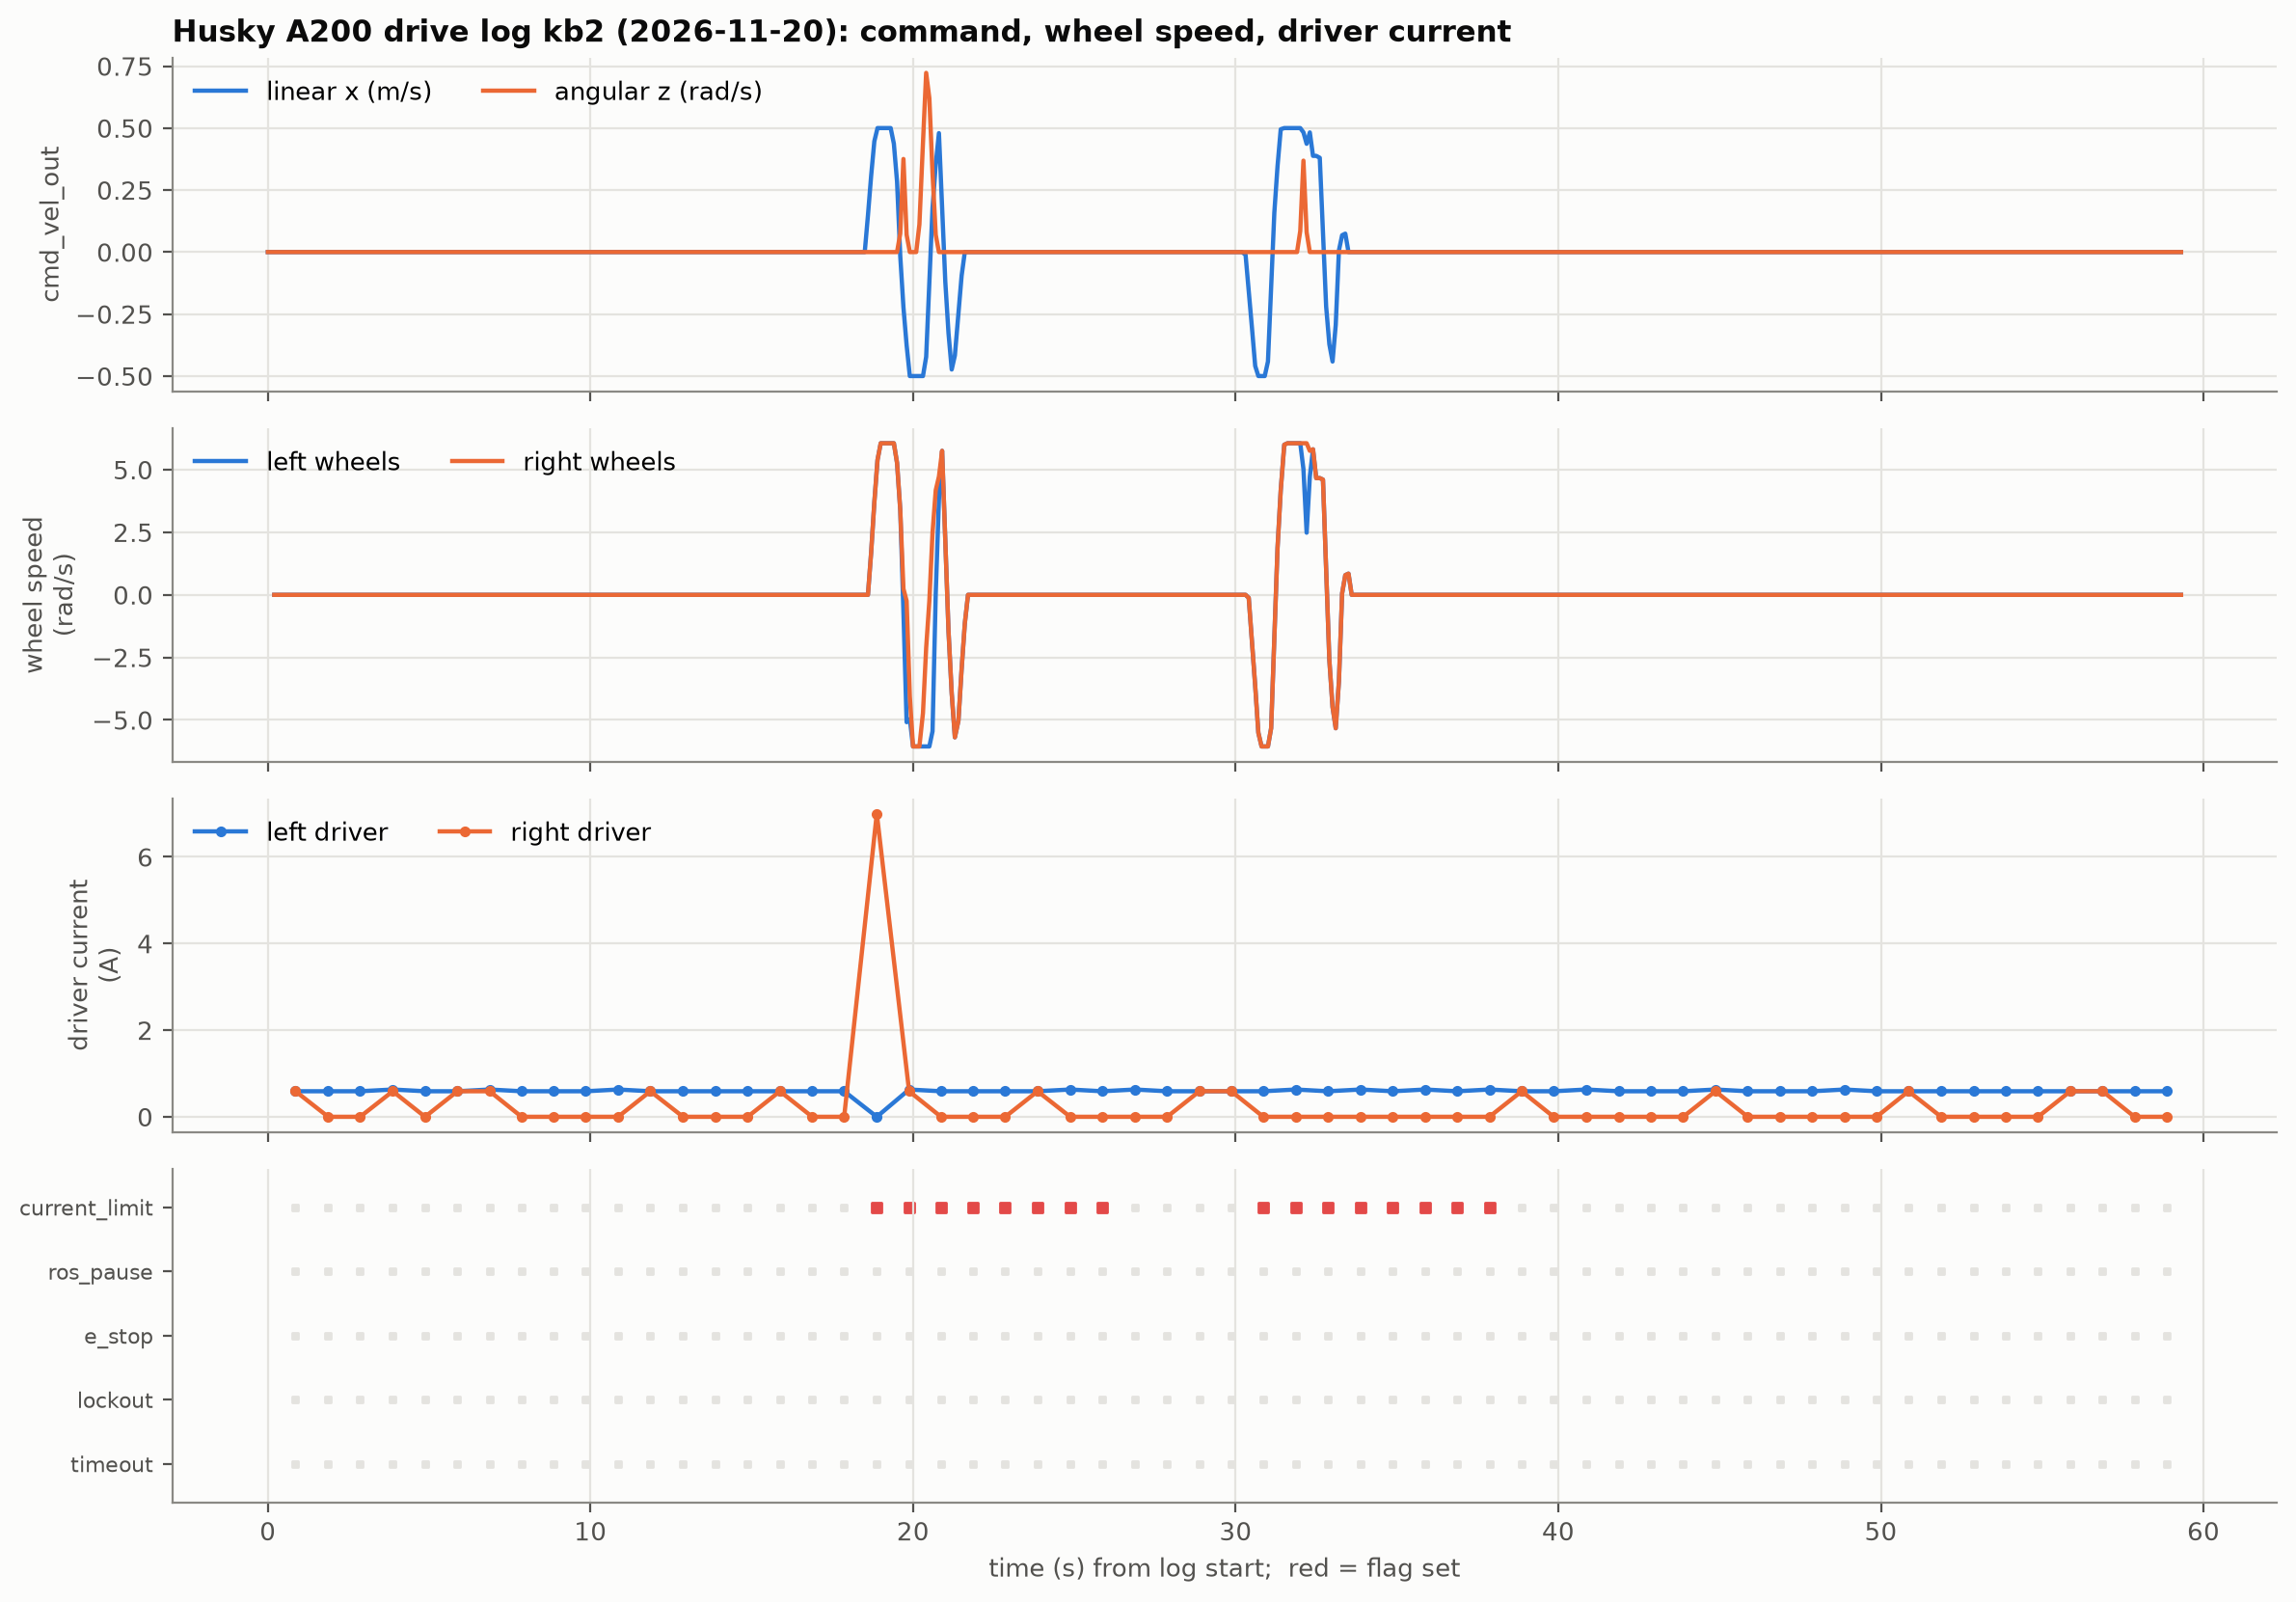 Husky A200 drive log kb2 (2026-11-20): command, wheel speed, driver current
cmd_vel_out
0.75
0.50
0.25
0.00
−0.25
−0.50
linear x (m/s)
angular z (rad/s)
wheel speed
(rad/s)
5.0
2.5
0.0
−2.5
−5.0
left wheels
right wheels
driver current
(A)
6
4
2
0
left driver
right driver
current_limit
ros_pause
e_stop
lockout
timeout
0
10
20
30
40
50
60
time (s) from log start;  red = flag set